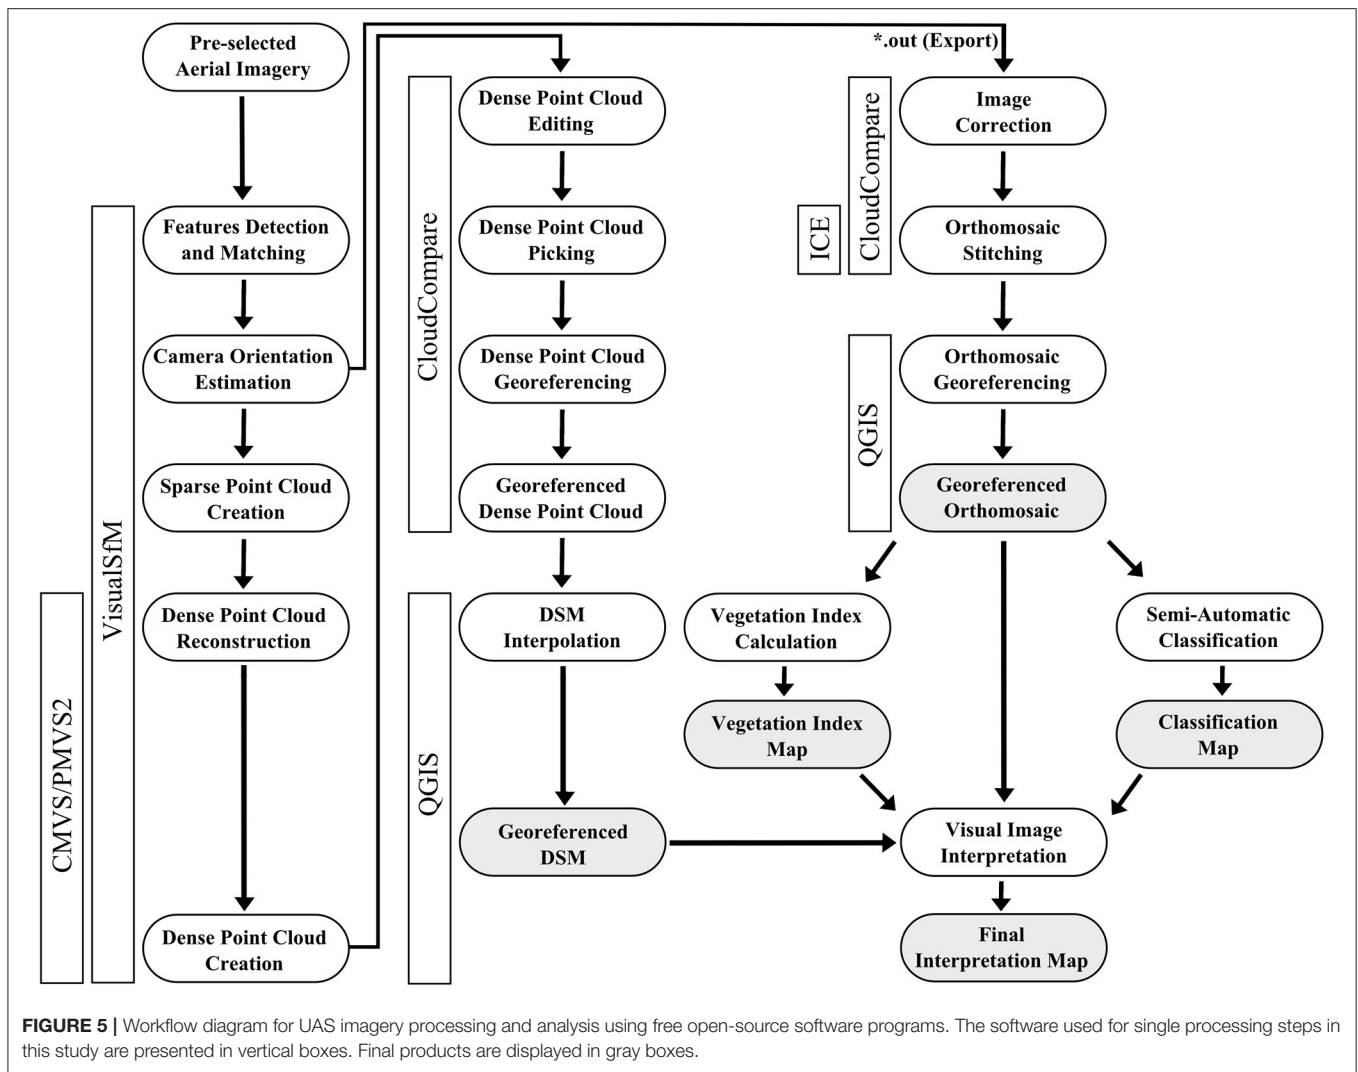 Pre-selected
Aerial Imagery
Features Detection
and Matching
Camera Orientation
Estimation
Sparse Point Cloud
Creation
Dense Point Cloud
Reconstruction
Dense Point Cloud
Creation
VisualSfM
CMVS/PMVS2
Dense Point Cloud
Editing
Dense Point Cloud
Picking
Dense Point Cloud
Georeferencing
Georeferenced
Dense Point Cloud
CloudCompare
DSM
Interpolation
Georeferenced
DSM
QGIS
*.out (Export)
Image
Correction
Orthomosaic
Stitching
CloudCompare
ICE
Orthomosaic
Georeferencing
Georeferenced
Orthomosaic
QGIS
Vegetation Index
Calculation
Vegetation Index
Map
Semi-Automatic
Classification
Classification
Map
Visual Image
Interpretation
Final
Interpretation Map
FIGURE 5 | Workflow diagram for UAS imagery processing and analysis using free open-source software programs. The software used for single processing steps in
this study are presented in vertical boxes. Final products are displayed in gray boxes.